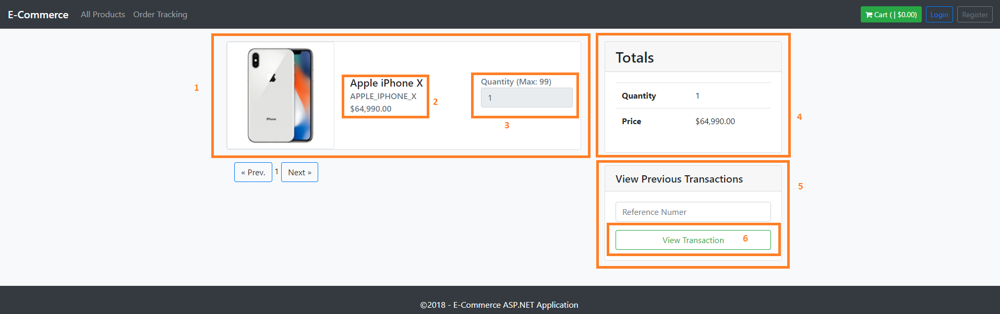 E-Commerce All Products Order Tracking Cart ( | $0.00) Login Register
1
Apple iPhone X
APPLE_IPHONE_X
$64,990.00
2
Quantity (Max: 99)
1
3
iPhone
« Prev. 1 Next »
Totals
Quantity 1
Price $64,990.00
4
View Previous Transactions
Reference Numer
View Transaction 6
5
©2018 - E-Commerce ASP.NET Application